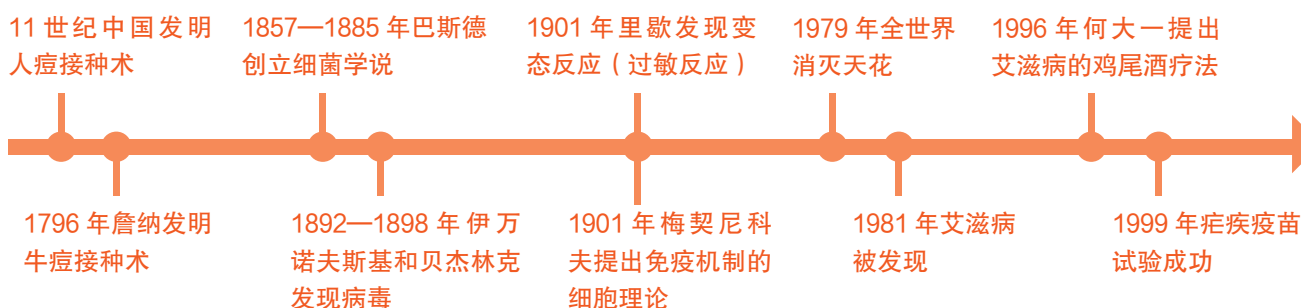 11 世纪中国发明
人痘接种术
1857—1885 年巴斯德
创立细菌学说
1901 年里歇发现变
态反应（过敏反应）
1979 年全世界
消灭天花
1996 年何大一提出
艾滋病的鸡尾酒疗法
1796 年詹纳发明
牛痘接种术
1892—1898 年伊万
诺夫斯基和贝杰林克
发现病毒
1901 年梅契尼科
夫提出免疫机制的
细胞理论
1981 年艾滋病
被发现
1999 年疟疾疫苗
试验成功